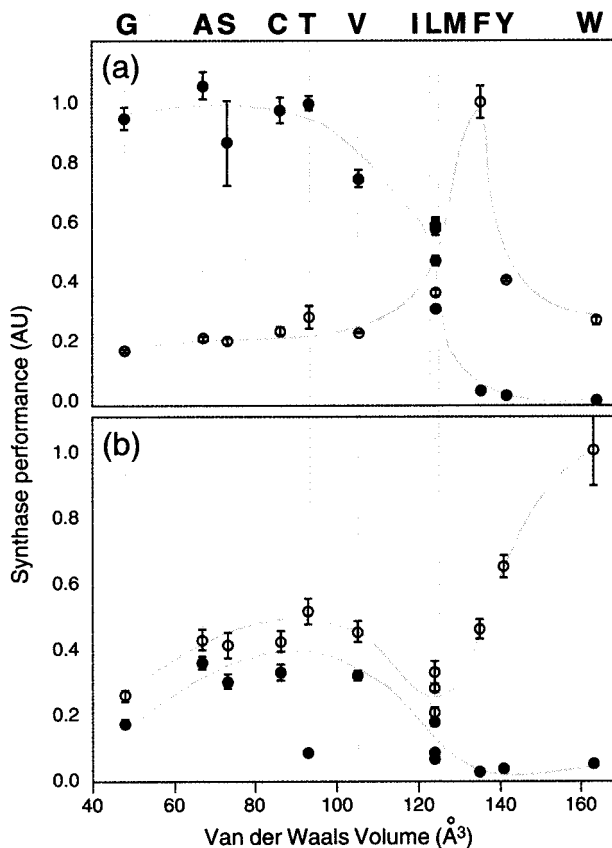 G A S C T V I L M F Y W
(a)
1.0
0.8
0.6
0.4
0.2
0.0
Synthase performance (AU)
(b)
1.0
0.8
0.6
0.4
0.2
0.0
40 60 80 100 120 140 160
Van der Waals Volume (Å³)